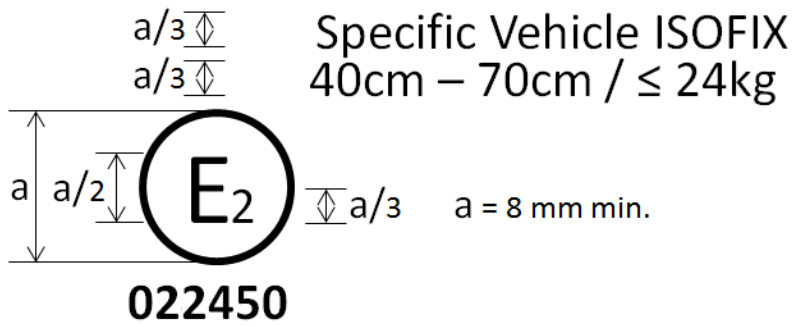 a/3 Specific Vehicle ISOFIX
a/3 40cm – 70cm / ≤ 24kg
a a/2 E2 a/3 a = 8 mm min.
022450